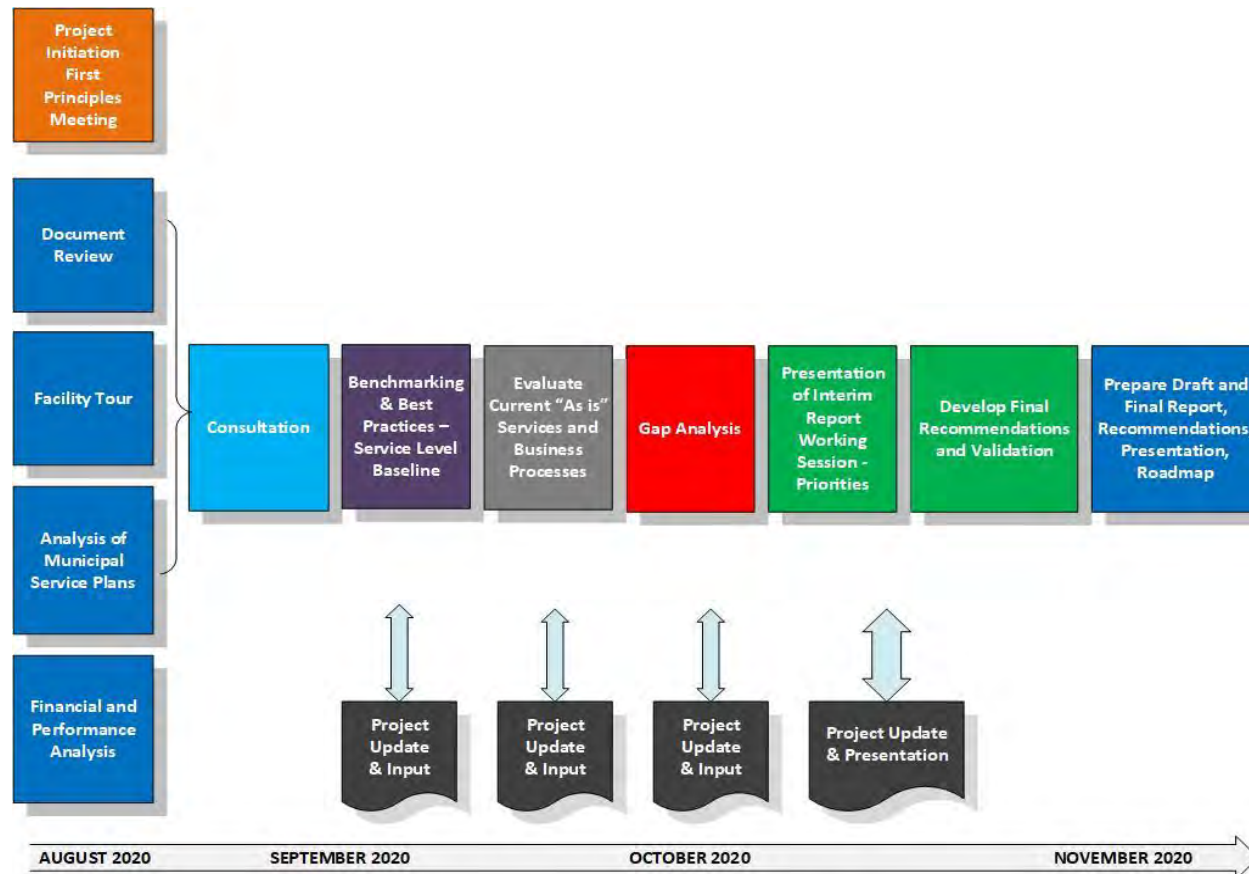 Project
Initiation
First
Principles
Meeting
Document
Review
Facility Tour
Analysis of
Municipal
Service Plans
Financial and
Performance
Analysis
Consultation
Benchmarking
& Best
Practices –
Service Level
Baseline
Evaluate
Current “As is”
Services and
Business
Processes
Gap Analysis
Presentation
of Interim
Report
Working
Session -
Priorities
Develop Final
Recommendations
and Validation
Prepare Draft and
Final Report,
Recommendations
Presentation,
Roadmap
Project
Update
& Input
Project
Update
& Input
Project
Update
& Input
Project Update
& Presentation
AUGUST 2020
SEPTEMBER 2020
OCTOBER 2020
NOVEMBER 2020